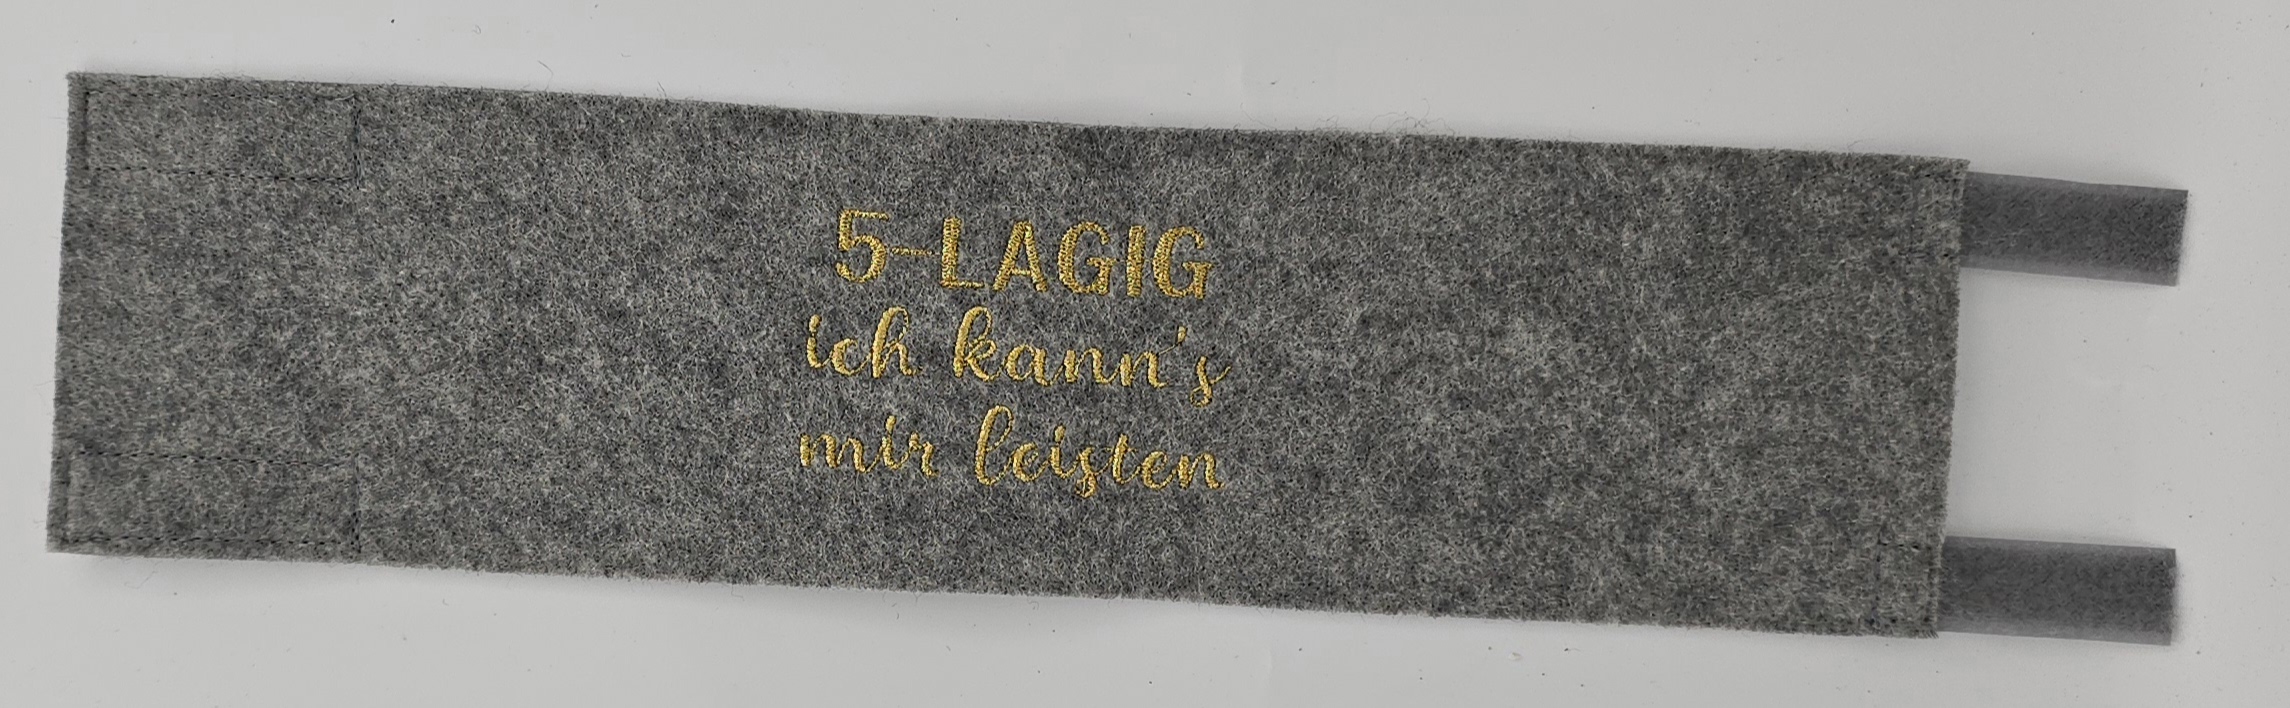 5-LAGIG
ich kann's
mir leisten